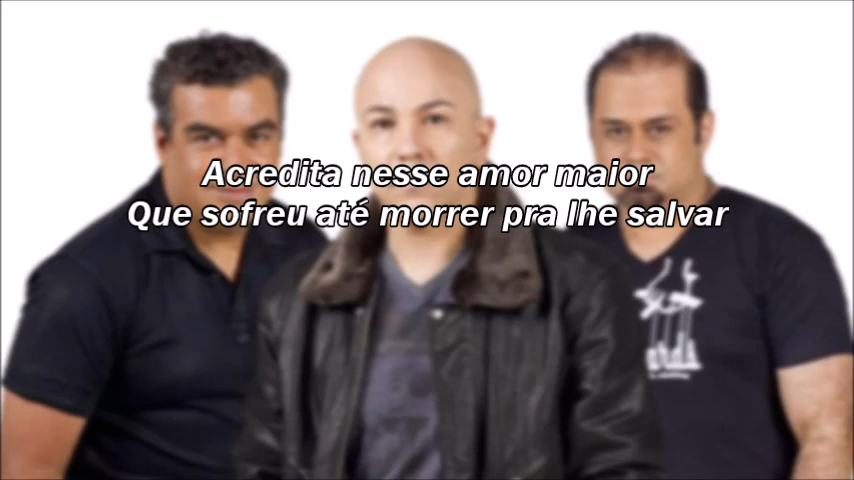 Acredita nesse amor maior
Que sofreu até morrer pra lhe salvar